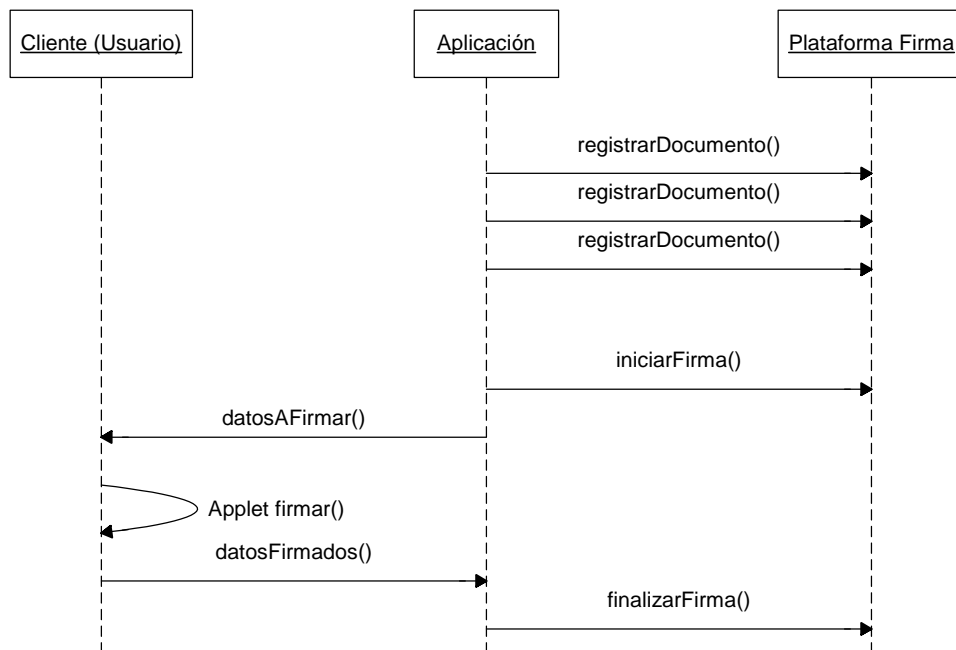 Cliente (Usuario)
Aplicación
Plataforma Firma
registrarDocumento()
registrarDocumento()
registrarDocumento()
iniciarFirma()
datosAFirmar()
Applet firmar()
datosFirmados()
finalizarFirma()